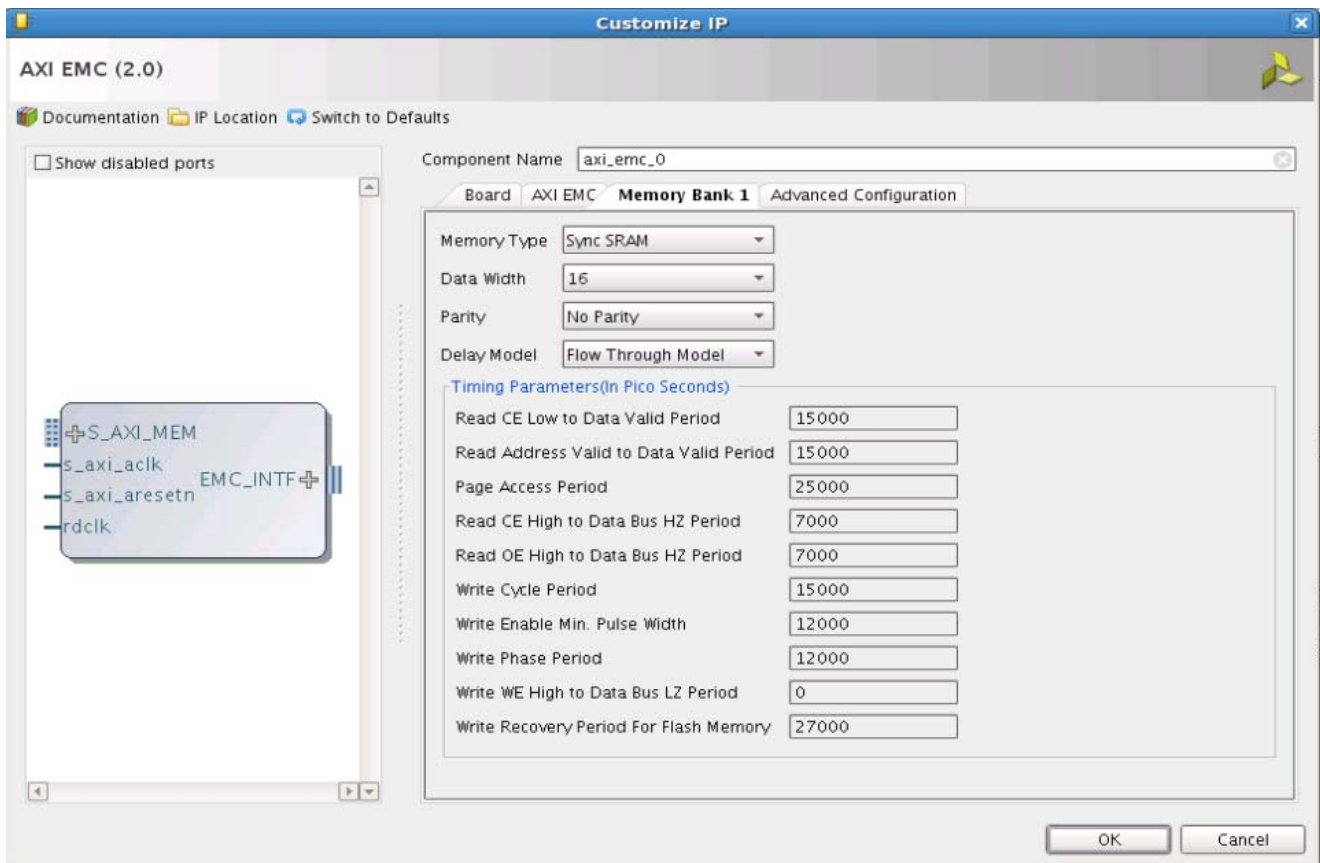 Customize IP
AXI EMC (2.0)
Documentation IP Location Switch to Defaults
Show disabled ports
S_AXI_MEM
s_axi_aclk
EMC_INTF
s_axi_aresetn
rdclk
Component Name axi_emc_0
Board AXI EMC Memory Bank 1 Advanced Configuration
Memory Type Sync SRAM
Data Width 16
Parity No Parity
Delay Model Flow Through Model
Timing Parameters(In Pico Seconds)
Read CE Low to Data Valid Period 15000
Read Address Valid to Data Valid Period 15000
Page Access Period 25000
Read CE High to Data Bus HZ Period 7000
Read OE High to Data Bus HZ Period 7000
Write Cycle Period 15000
Write Enable Min. Pulse Width 12000
Write Phase Period 12000
Write WE High to Data Bus LZ Period 0
Write Recovery Period For Flash Memory 27000
OK Cancel